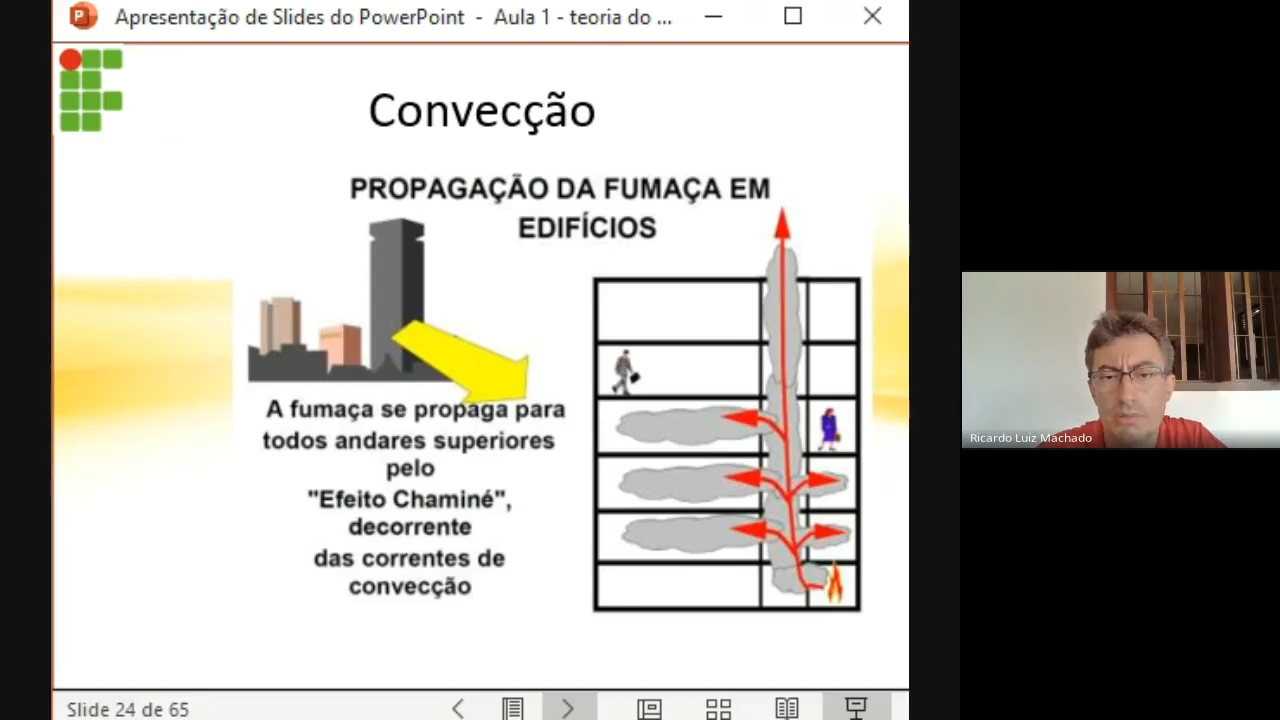 Apresentação de Slides do PowerPoint - Aula 1 - teoria do ...
Convecção
PROPAGAÇÃO DA FUMAÇA EM
EDIFÍCIOS
A fumaça se propaga para
todos andares superiores
pelo
"Efeito Chaminé",
decorrente
das correntes de
convecção
Ricardo Luiz Machado
Slide 24 de 65